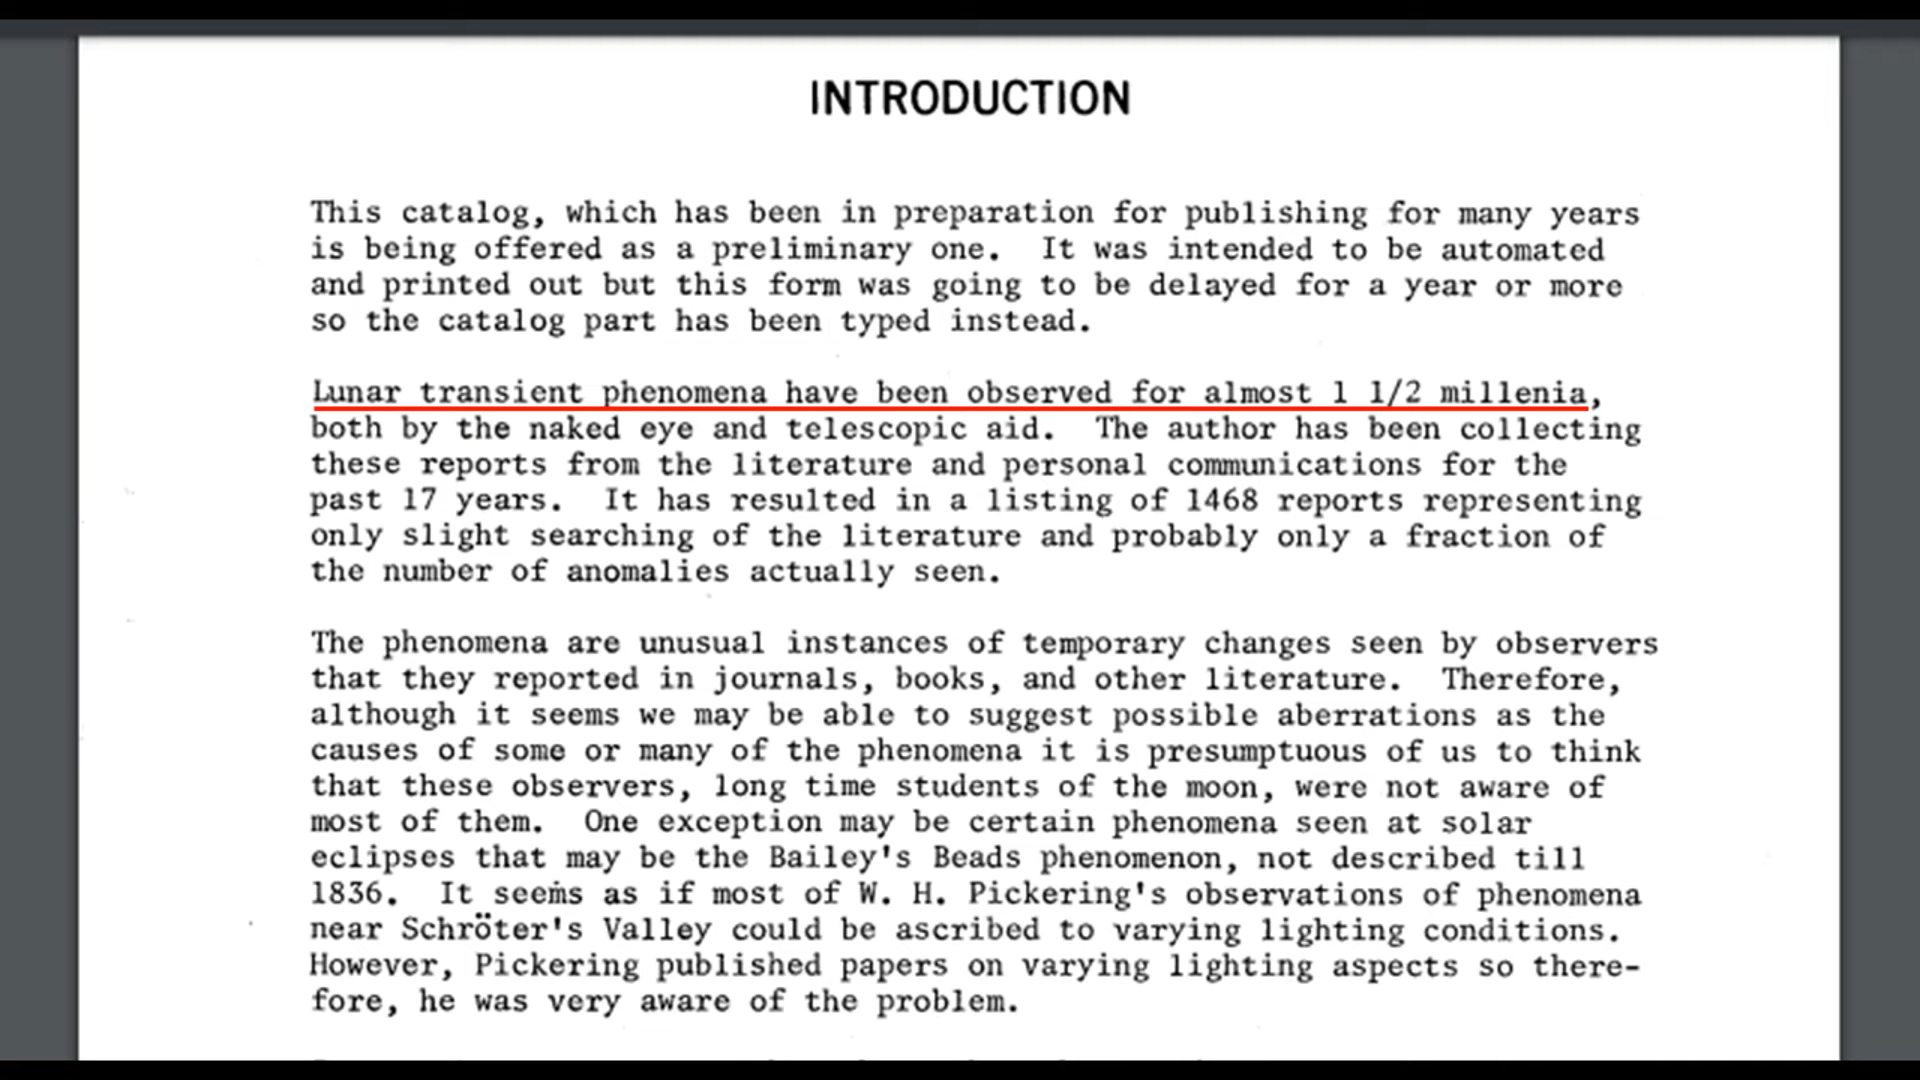 INTRODUCTION
This catalog, which has been in preparation for publishing for many years
is being offered as a preliminary one. It was intended to be automated
and printed out but this form was going to be delayed for a year or more
so the catalog part has been typed instead.
Lunar transient phenomena have been observed for almost 1 1/2 millenia,
both by the naked eye and telescopic aid. The author has been collecting
these reports from the literature and personal communications for the
past 17 years. It has resulted in a listing of 1468 reports representing
only slight searching of the literature and probably only a fraction of
the number of anomalies actually seen.
The phenomena are unusual instances of temporary changes seen by observers
that they reported in journals, books, and other literature. Therefore,
although it seems we may be able to suggest possible aberrations as the
causes of some or many of the phenomena it is presumptuous of us to think
that these observers, long time students of the moon, were not aware of
most of them. One exception may be certain phenomena seen at solar
eclipses that may be the Bailey's Beads phenomenon, not described till
1836. It seems as if most of W. H. Pickering's observations of phenomena
near Schröter's Valley could be ascribed to varying lighting conditions.
However, Pickering published papers on varying lighting aspects so there-
fore, he was very aware of the problem.